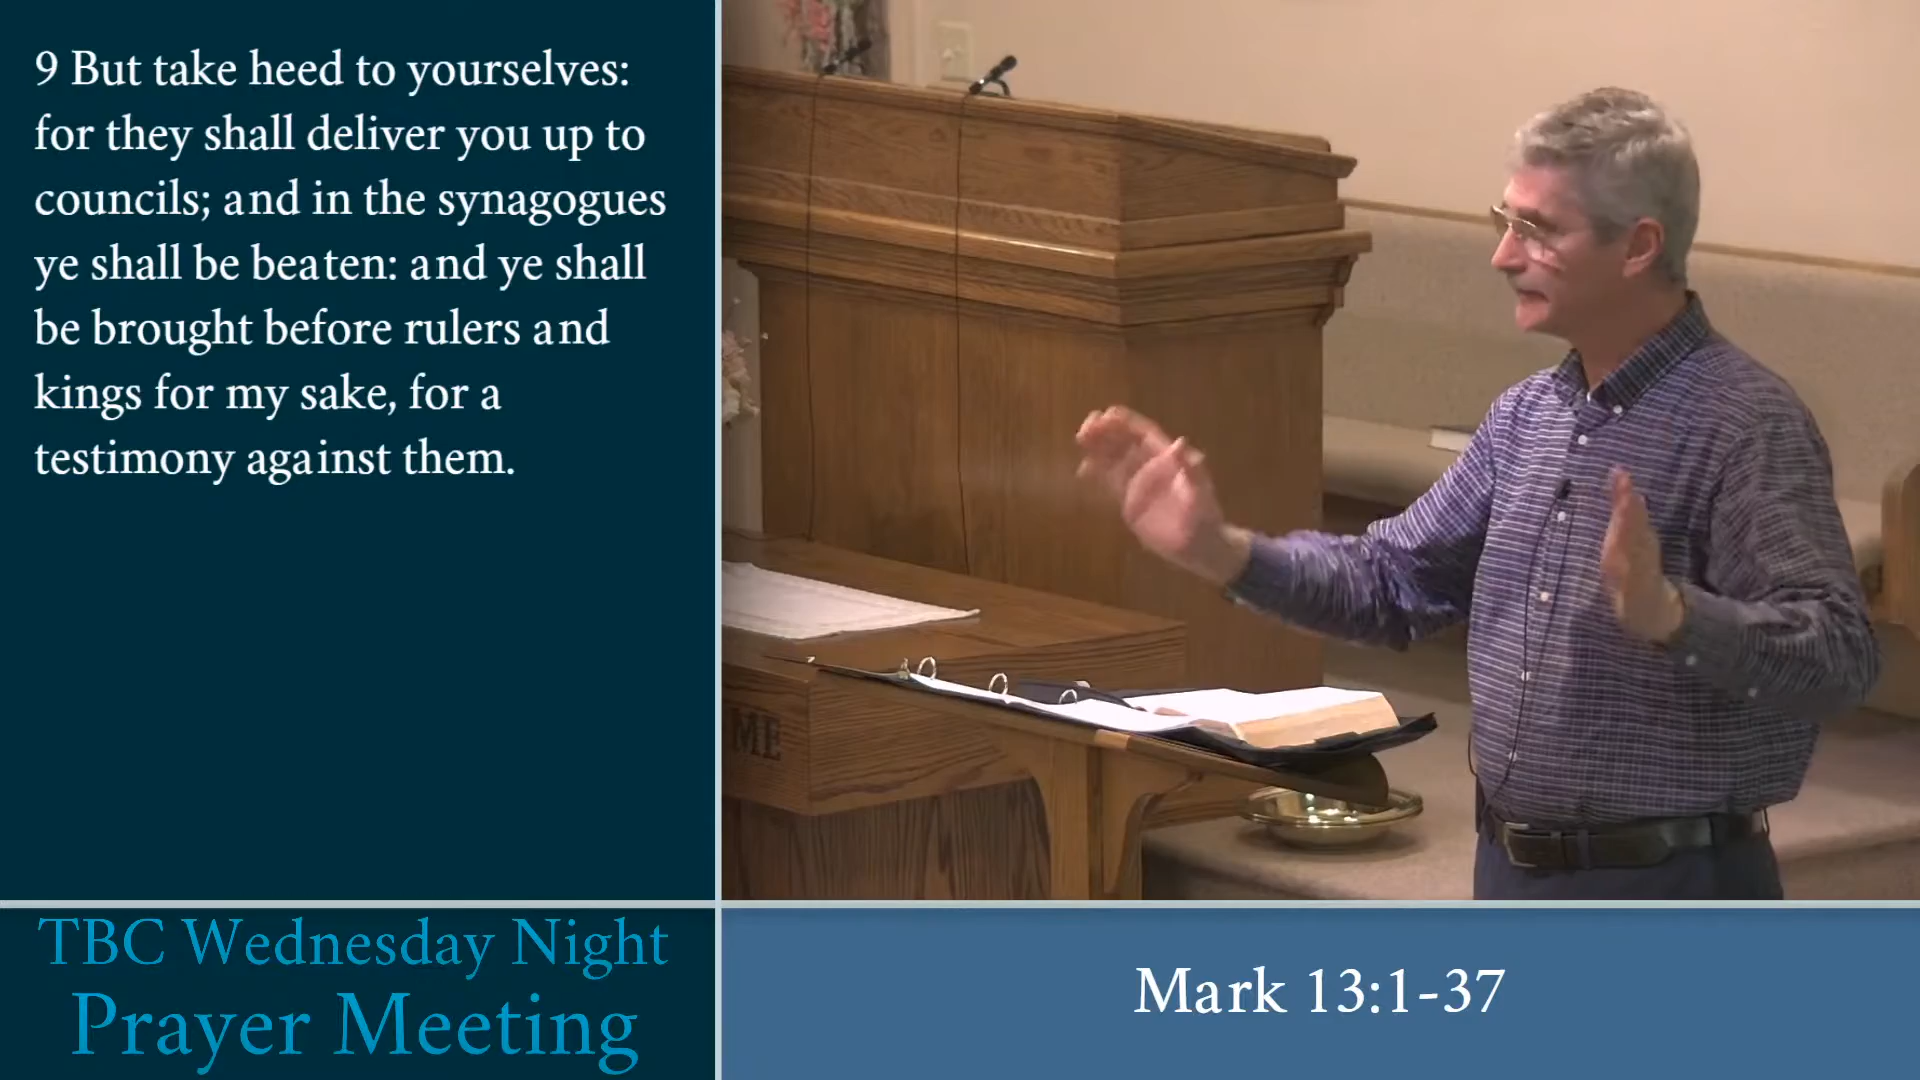 9 But take heed to yourselves:
for they shall deliver you up to
councils; and in the synagogues
ye shall be beaten: and ye shall
be brought before rulers and
kings for my sake, for a
testimony against them.
ME
TBC Wednesday Night
Prayer Meeting
Mark 13:1-37